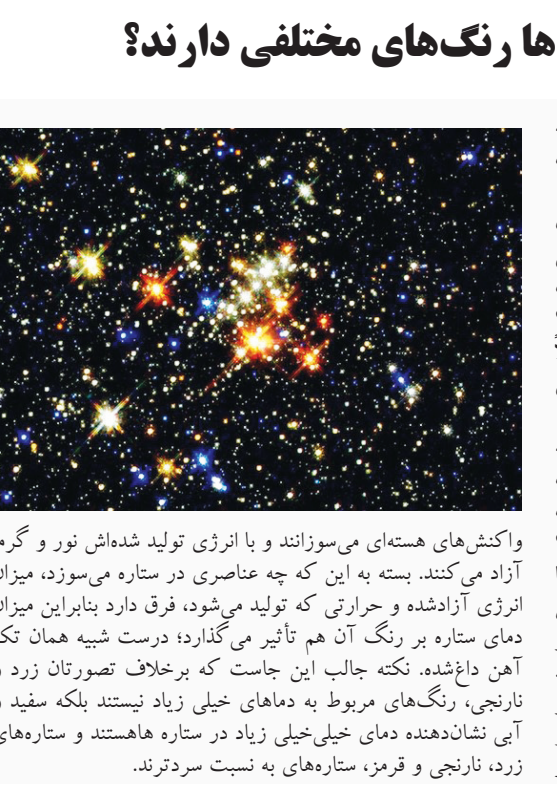 ها رنگ‌های مختلفی دارند؟
واکنش‌های هسته‌ای می‌سوزانند و با انرژی تولید شده‌اش نور و گرم
آزاد می‌کنند. بسته به این که چه عناصری در ستاره می‌سوزد، میزان
انرژی آزادشده و حرارتی که تولید می‌شود، فرق دارد بنابراین میزان
دمای ستاره بر رنگ آن هم تأثیر می‌گذارد؛ درست شبیه همان تک
آهن داغ‌شده. نکته جالب این جاست که برخلاف تصورتان زرد و
نارنجی، رنگ‌های مربوط به دماهای خیلی زیاد نیستند بلکه سفید و
آبی نشان‌دهنده دمای خیلی‌خیلی زیاد در ستاره هاهستند و ستاره‌های
زرد، نارنجی و قرمز، ستاره‌های به نسبت سردترند.